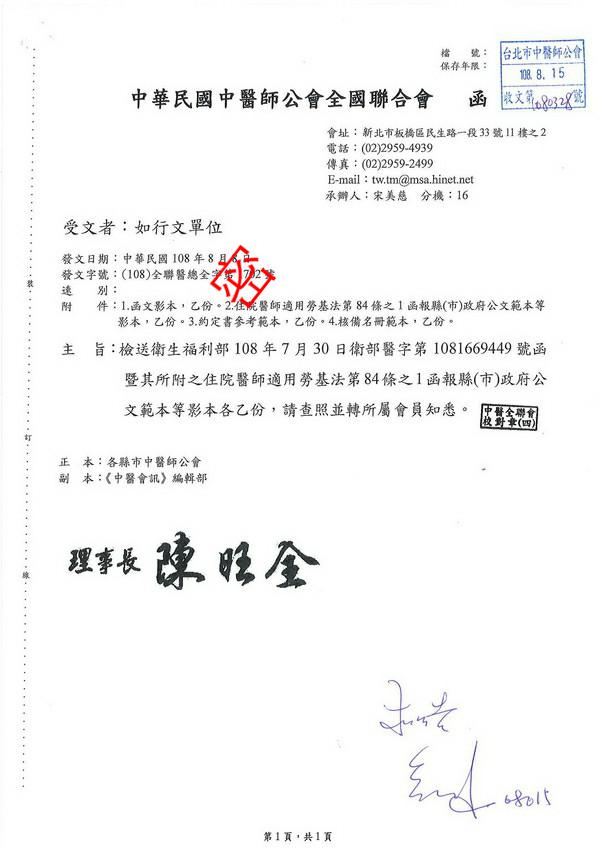 檔　　號：
保存年限：
台北市中醫師公會
108. 8. 15
收文第1080328號
中華民國中醫師公會全國聯合會　函
會址：新北市板橋區民生路一段33號11樓之2
電話：(02)2959-4939
傳真：(02)2959-2499
E-mail：tw.tm@msa.hinet.net
承辦人：宋美慈　分機：16
受文者：如行文單位
發文日期：中華民國108年8月8日
發文字號：(108)全聯醫總全字第1702號
速　　別：
附　　件：1.函文影本，乙份。2.住院醫師適用勞基法第84條之1函報縣(市)政府公文範本等
影本，乙份。3.約定書參考範本，乙份。4.核備名冊範本，乙份。
主　旨：檢送衛生福利部108年7月30日衛部醫字第1081669449號函
暨其所附之住院醫師適用勞基法第84條之1函報縣(市)政府公
文範本等影本各乙份，請查照並轉所屬會員知悉。
中醫全聯會
校對章(四)
正　本：各縣市中醫師公會
副　本：《中醫會訊》編輯部
理事長 陳旺全
裝
訂
線
08015
第1頁，共1頁